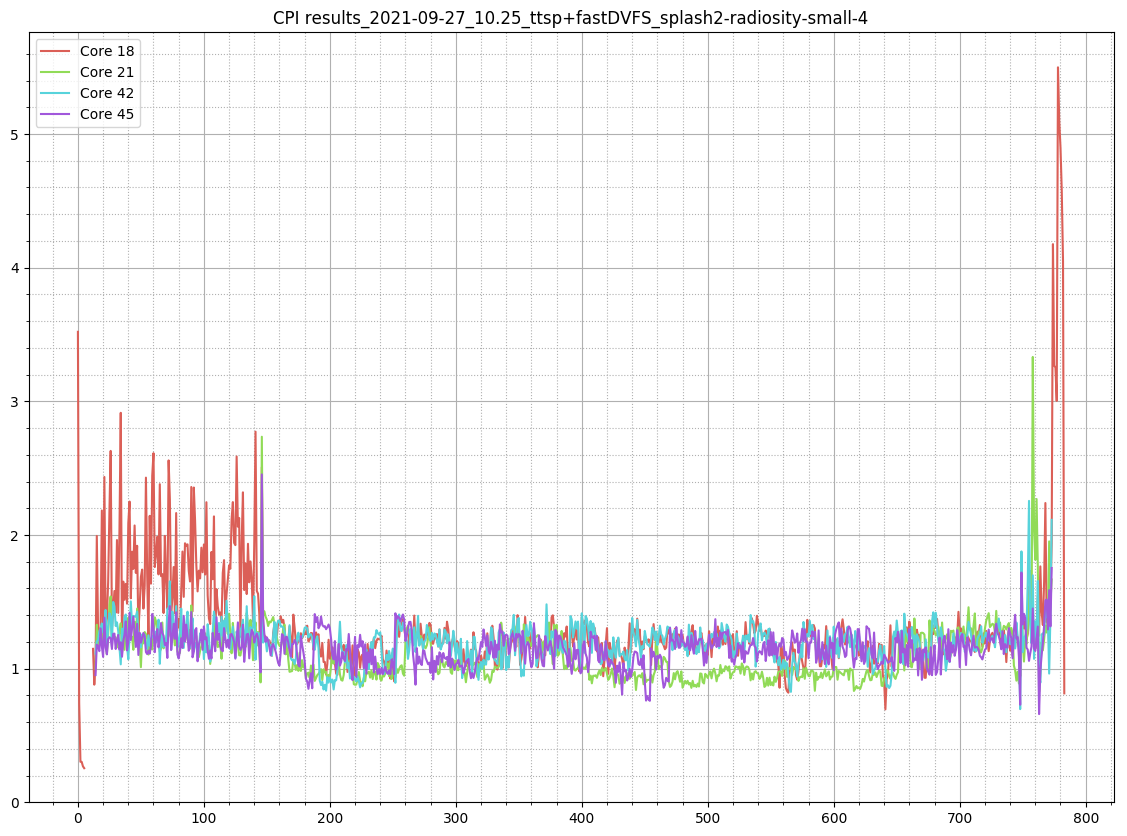 CPI results_2021-09-27_10.25_ttsp+fastDVFS_splash2-radiosity-small-4
Core 18
Core 21
Core 42
Core 45
5
4
3
2
1
0
0 100 200 300 400 500 600 700 800